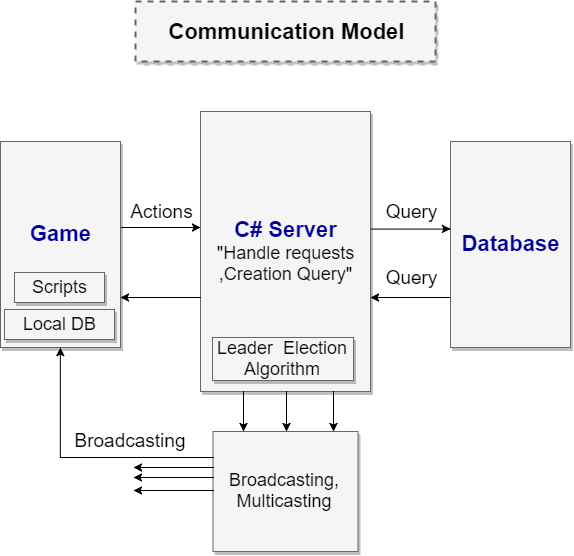 Communication Model
Actions
Query
Game
C# Server
"Handle requests
,Creation Query"
Database
Scripts
Query
Local DB
Leader Election
Algorithm
Broadcasting
Broadcasting,
Multicasting